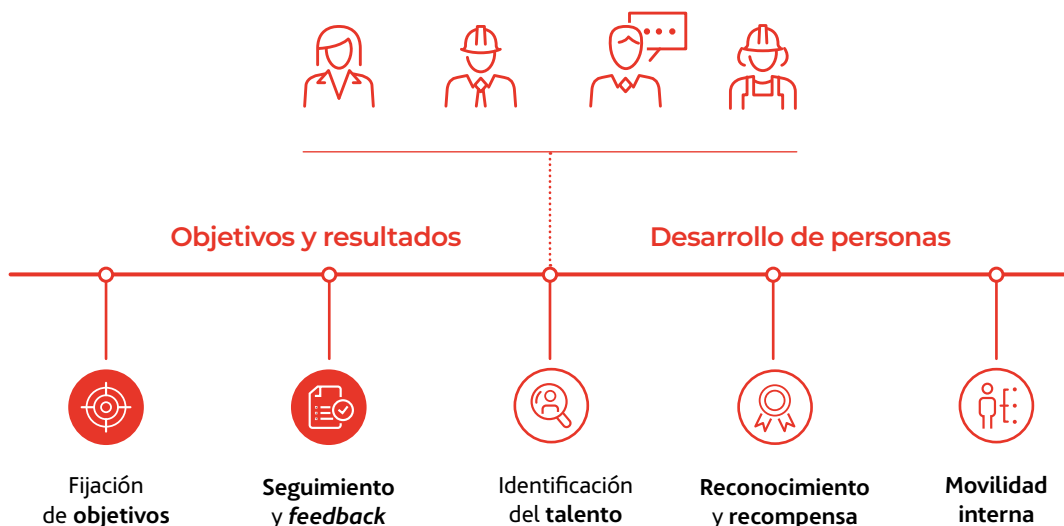 Objetivos y resultados
Desarrollo de personas
Fijación
de objetivos
Seguimiento
y feedback
Identificación
del talento
Reconocimiento
y recompensa
Movilidad
interna